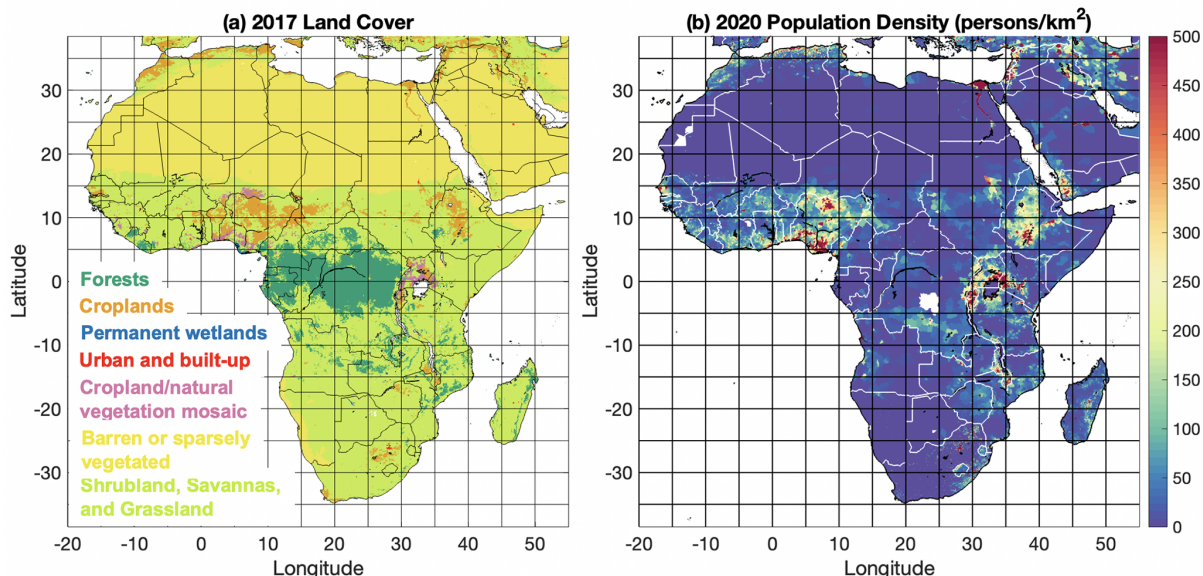 (a) 2017 Land Cover
30
20
10
0
-10
-20
-30
Latitude
Forests
Croplands
Permanent wetlands
Urban and built-up
Cropland/natural
vegetation mosaic
Barren or sparsely
vegetated
Shrubland, Savannas,
and Grassland
-20 -10 0 10 20 30 40 50
Longitude
(b) 2020 Population Density (persons/km²)
30
20
10
0
-10
-20
-30
Latitude
-20 -10 0 10 20 30 40 50
Longitude
500
450
400
350
300
250
200
150
100
50
0